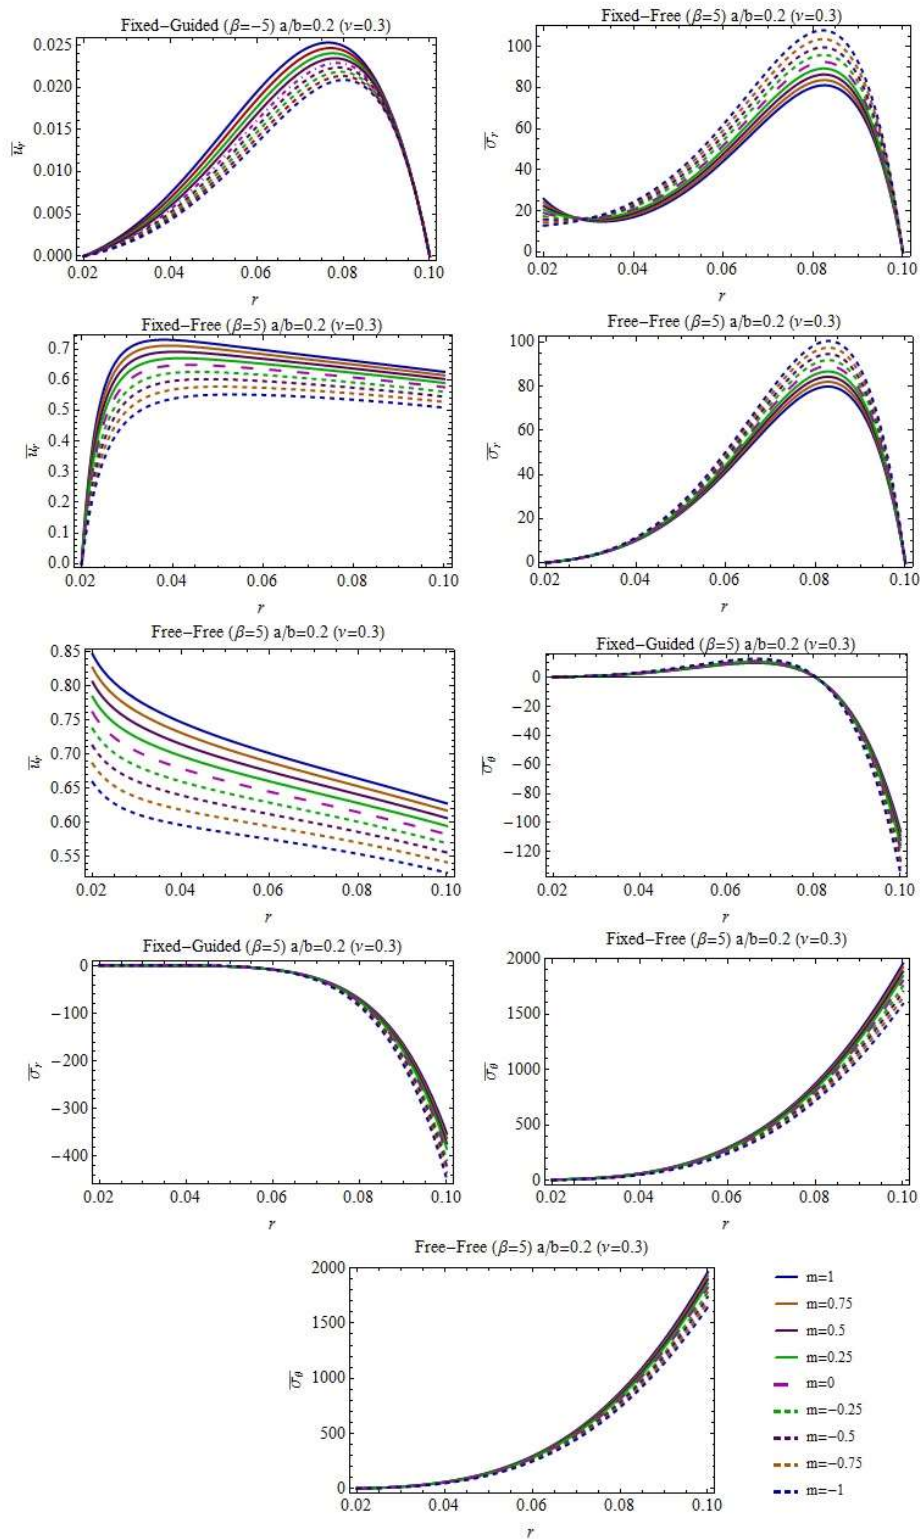 Fixed−Guided (β=−5) a/b=0.2 (ν=0.3)
0.025
0.020
0.015
0.010
0.005
0.000
u̅r
0.02 0.04 0.06 0.08 0.10
r
Fixed−Free (β=5) a/b=0.2 (ν=0.3)
100
80
60
40
20
0
σ̅r
0.02 0.04 0.06 0.08 0.10
r
Fixed−Free (β=5) a/b=0.2 (ν=0.3)
0.7
0.6
0.5
0.4
0.3
0.2
0.1
0.0
u̅r
0.02 0.04 0.06 0.08 0.10
r
Free−Free (β=5) a/b=0.2 (ν=0.3)
100
80
60
40
20
0
σ̅r
0.02 0.04 0.06 0.08 0.10
r
Free−Free (β=5) a/b=0.2 (ν=0.3)
0.85
0.80
0.75
0.70
0.65
0.60
0.55
u̅r
0.02 0.04 0.06 0.08 0.10
r
Fixed−Guided (β=5) a/b=0.2 (ν=0.3)
0
−20
−40
−60
−80
−100
−120
σ̅θ
0.02 0.04 0.06 0.08 0.10
r
Fixed−Guided (β=5) a/b=0.2 (ν=0.3)
0
−100
−200
−300
−400
σ̅r
0.02 0.04 0.06 0.08 0.10
r
Fixed−Free (β=5) a/b=0.2 (ν=0.3)
2000
1500
1000
500
0
σ̅θ
0.02 0.04 0.06 0.08 0.10
r
Free−Free (β=5) a/b=0.2 (ν=0.3)
2000
1500
1000
500
0
σ̅θ
0.02 0.04 0.06 0.08 0.10
r
m=1
m=0.75
m=0.5
m=0.25
m=0
m=−0.25
m=−0.5
m=−0.75
m=−1